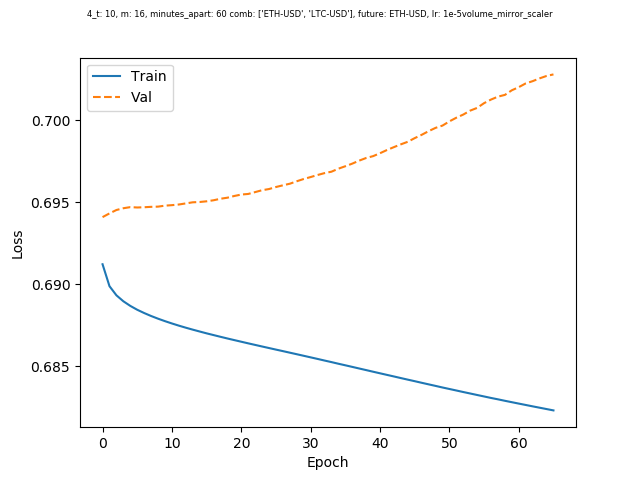 4_t: 10, m: 16, minutes_apart: 60 comb: ['ETH-USD', 'LTC-USD'], future: ETH-USD, lr: 1e-5volume_mirror_scaler
Train
Val
0.700
0.695
0.690
0.685
Loss
0 10 20 30 40 50 60
Epoch